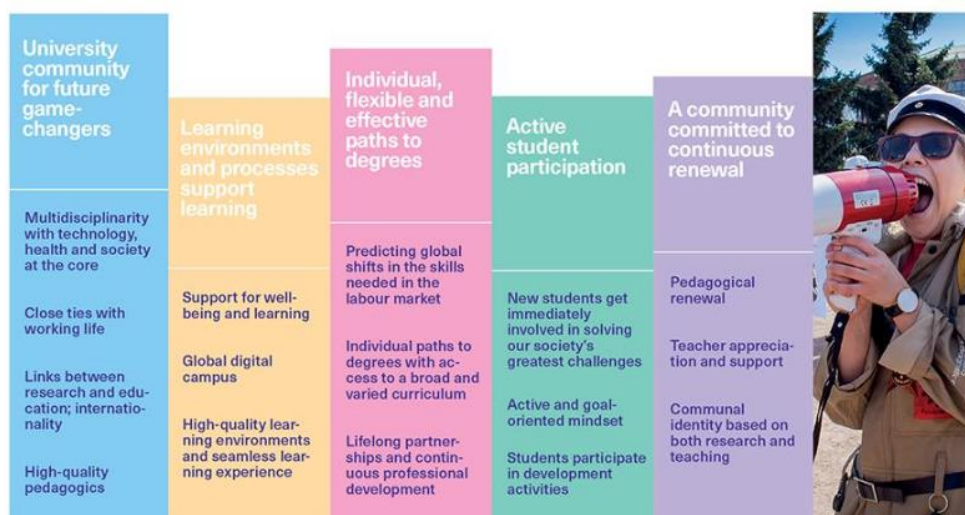 University
community
for future
game-
changers
Multidisciplinarity
with technology,
health and society
at the core
Close ties with
working life
Links between
research and edu-
cation; internatio-
nality
High-quality
pedagogics
Learning
environments
and processes
support
learning
Support for well-
being and learning
Global digital
campus
High-quality lear-
ning environments
and seamless lear-
ning experience
Individual,
flexible and
effective
paths to
degrees
Predicting global
shifts in the skills
needed in the
labour market
Individual paths to
degrees with ac-
cess to a broad and
varied curriculum
Lifelong partner-
ships and contin-
uous professional
development
Active
student
participation
New students get
immediately
involved in solving
our society's
greatest challenges
Active and goal-
oriented mindset
Students participate
in development
activities
A community
committed to
continuous
renewal
Pedagogical
renewal
Teacher apprecia-
tion and support
Communal
identity based on
both research and
teaching